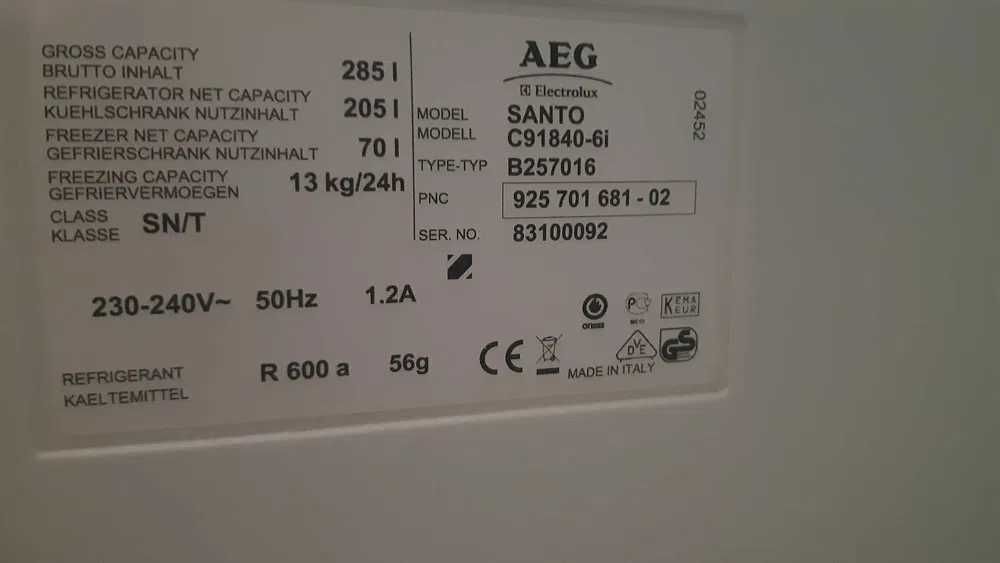 GROSS CAPACITY
BRUTTO INHALT 285 l
REFRIGERATOR NET CAPACITY
KUEHLSCHRANK NUTZINHALT 205 l
FREEZER NET CAPACITY
GEFRIERSCHRANK NUTZINHALT 70 l
FREEZING CAPACITY
GEFRIERVERMOEGEN 13 kg/24h
CLASS
KLASSE SN/T
AEG
Electrolux
MODEL SANTO
MODELL C91840-6i
TYPE-TYP B257016
PNC 925 701 681 - 02
SER. NO. 83100092
02452
230-240V~ 50Hz 1.2A
KEMA
EUR
VDE
GS
CE
MADE IN ITALY
REFRIGERANT
KAELTEMITTEL R 600 a 56g